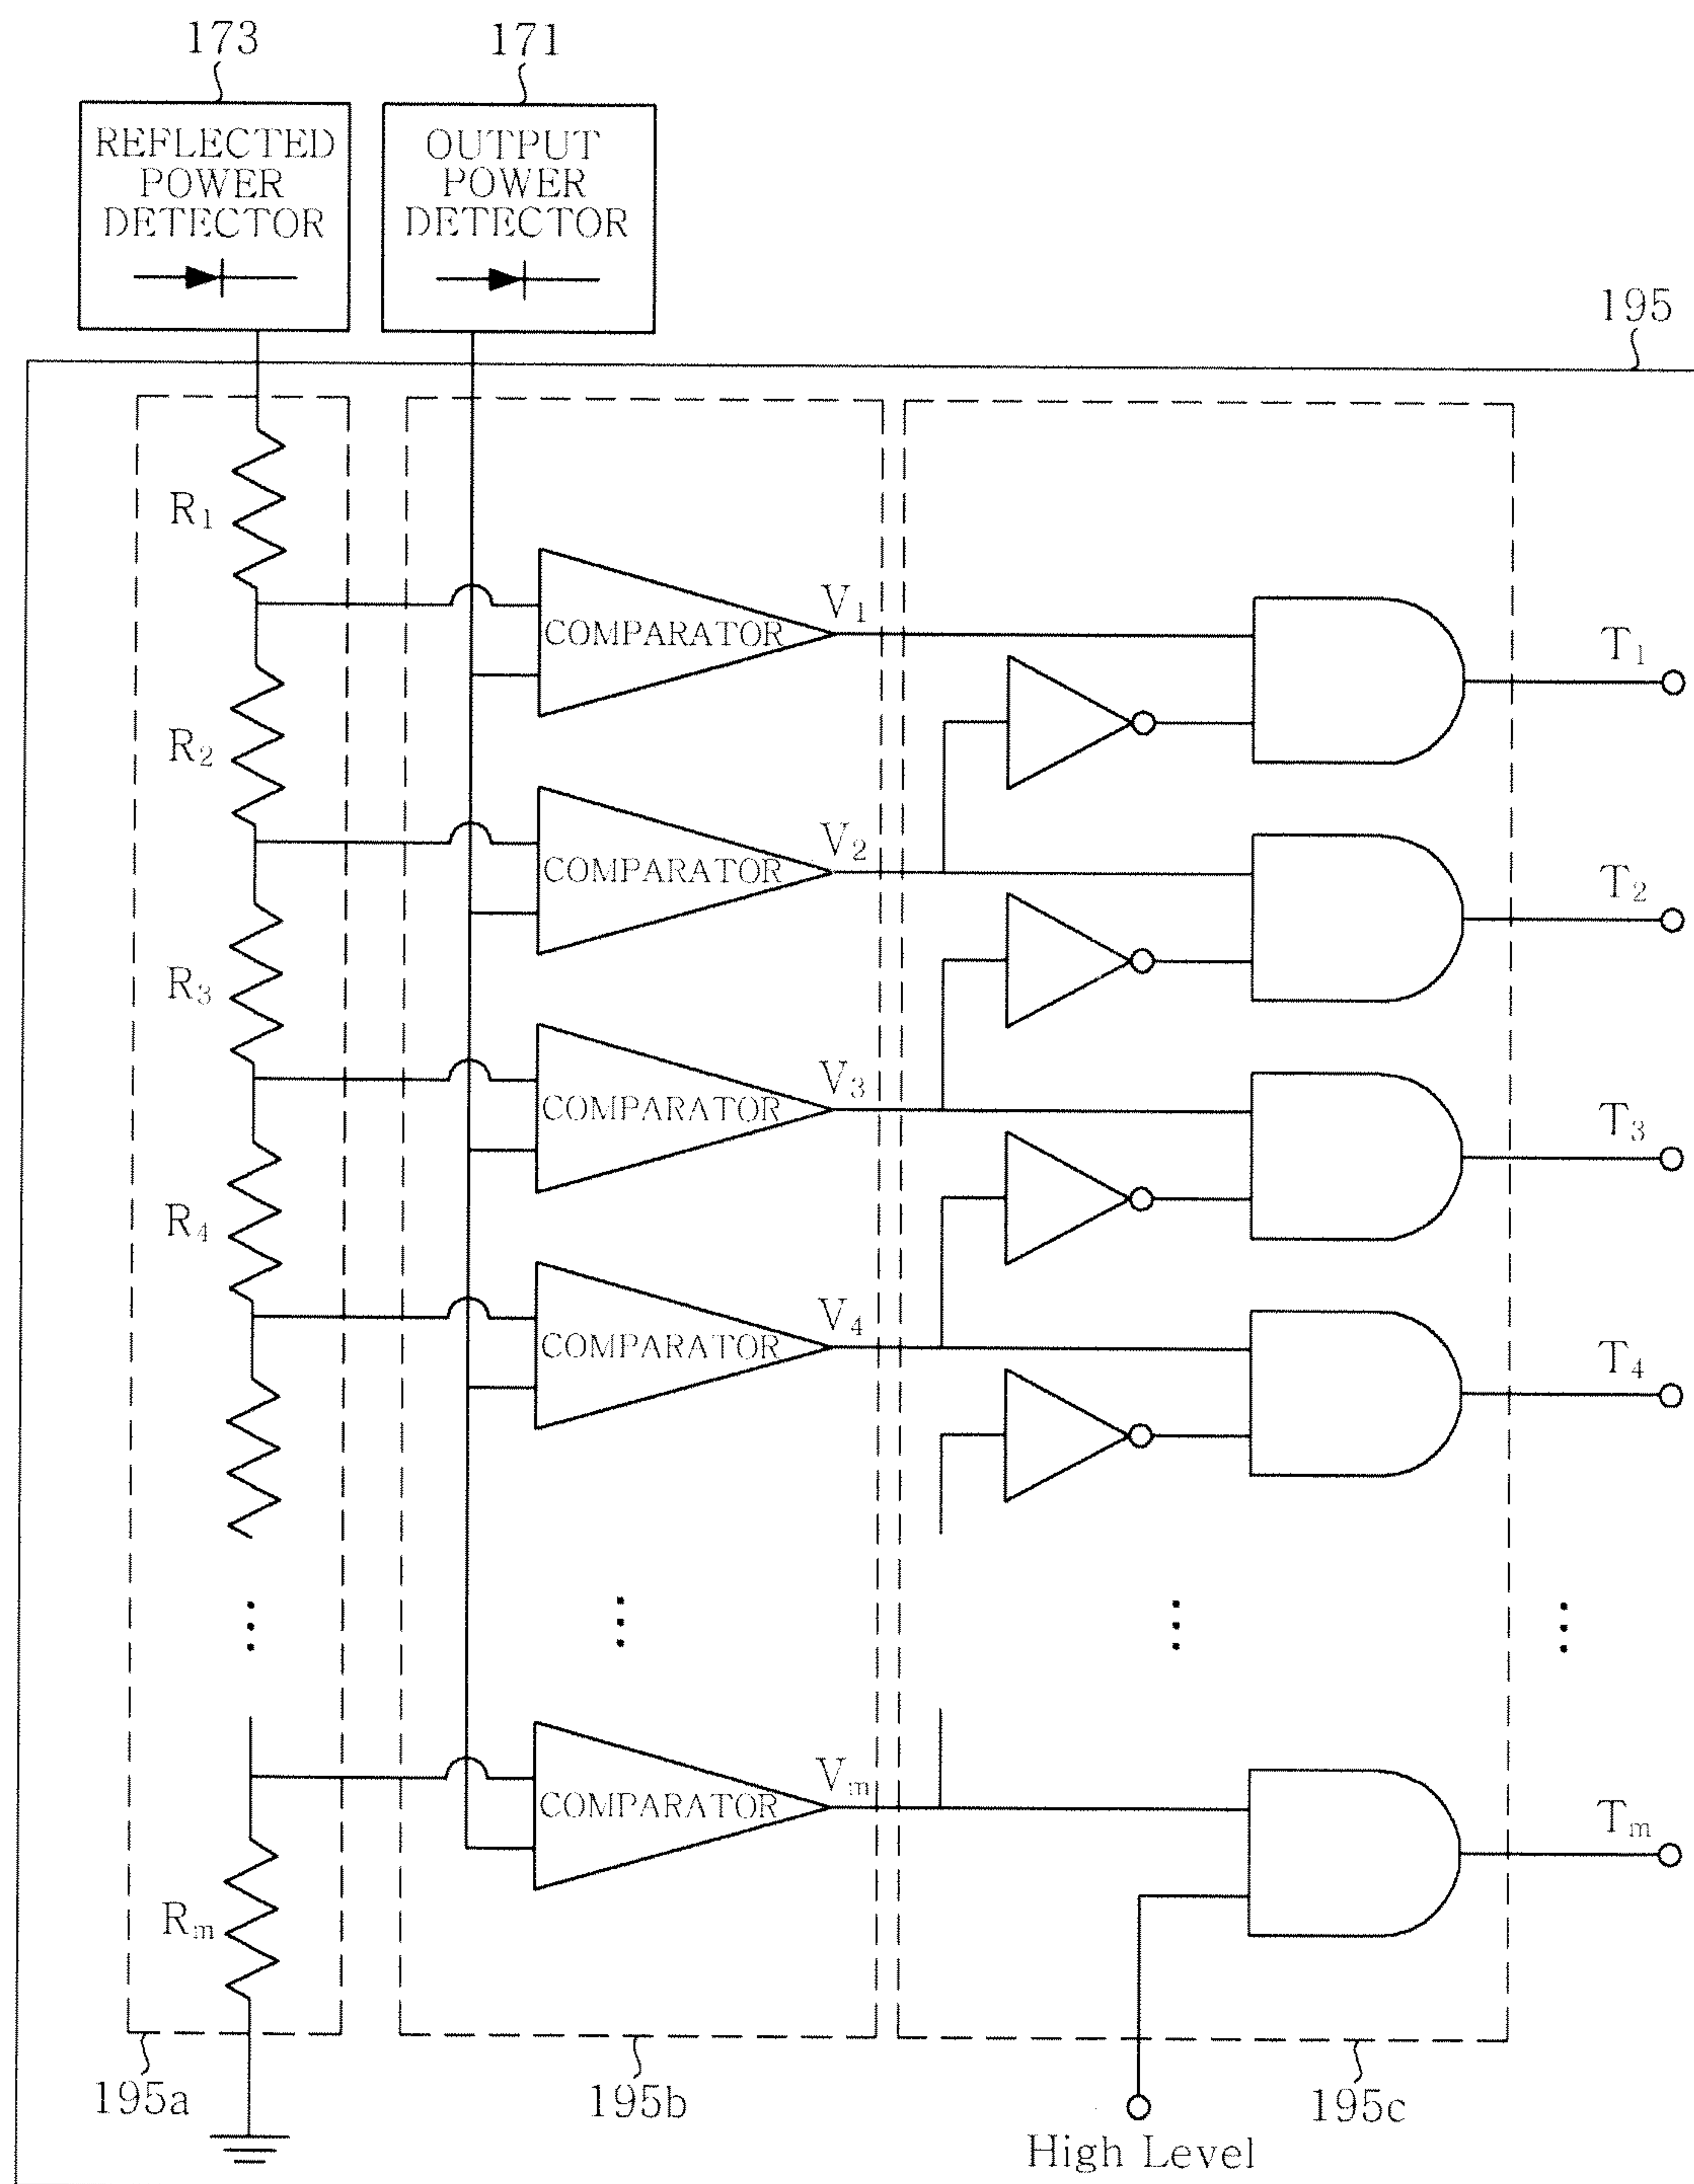 173
171
REFLECTED
POWER
DETECTOR
OUTPUT
POWER
DETECTOR
195
R1
V1
COMPARATOR
T1
R2
V2
COMPARATOR
T2
R3
V3
COMPARATOR
T3
R4
V4
COMPARATOR
T4
Vm
COMPARATOR
Tm
Rm
195a
195b
195c
High Level